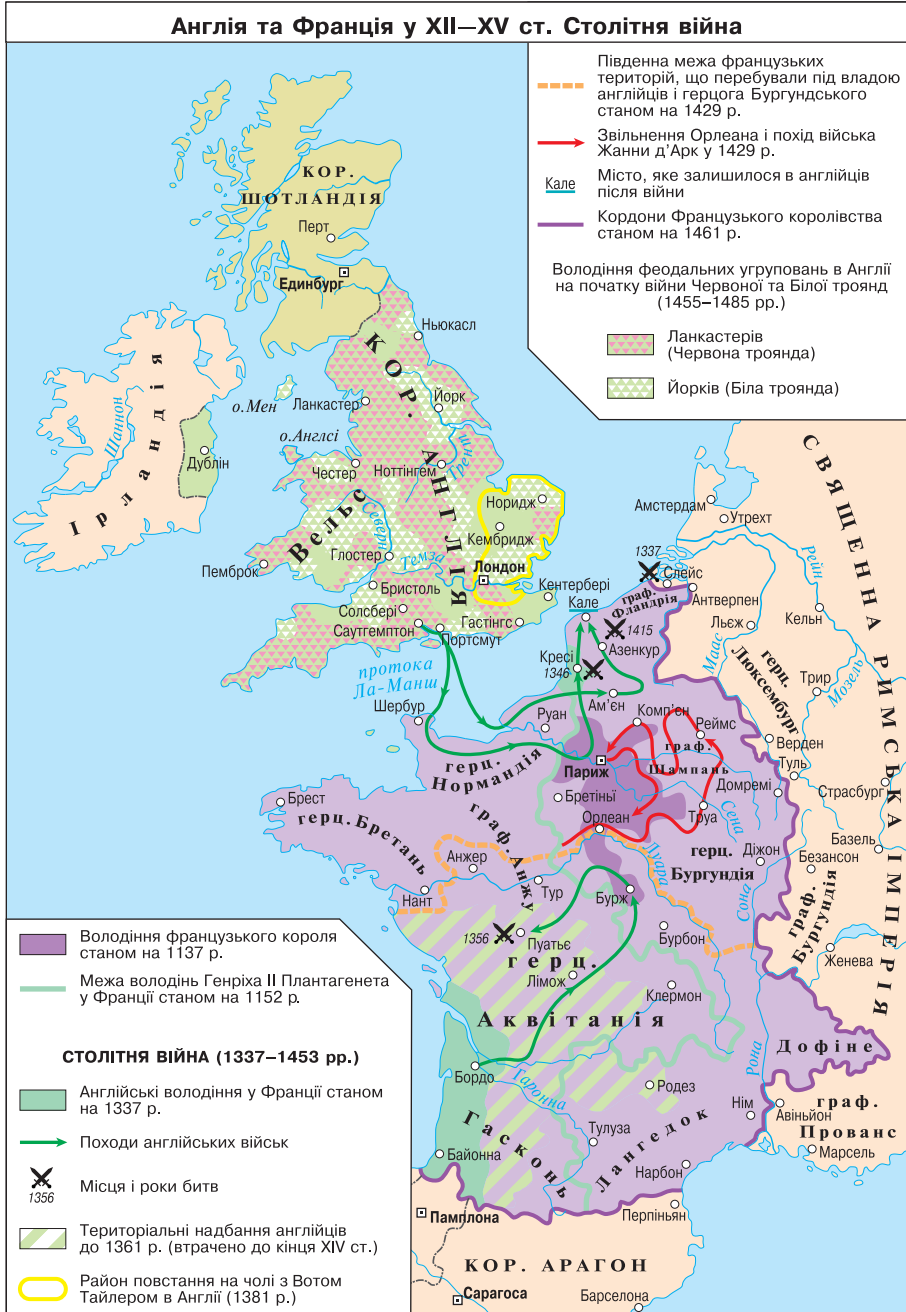 Англія та Франція у XII—XV ст. Столітня війна
Південна межа французьких
територій, що перебували під владою
англійців і герцога Бургундського
станом на 1429 р.
Звільнення Орлеана і похід війська
Жанни д’Арк у 1429 р.
Кале
Місто, яке залишилося в англійців
після війни
Кордони Французького королівства
станом на 1461 р.
Володіння феодальних угруповань в Англії
на початку війни Червоної та Білої троянд
(1455–1485 рр.)
Ланкастерів
(Червона троянда)
Йорків (Біла троянда)
КОР.
ШОТЛАНДІЯ
Перт
Единбург
Ньюкасл
КОР. АНГЛІЯ
Ірландія
Шаннон
Дублін
о.Мен
Ланкастер
Йорк
о.Англсі
Честер
Ноттінгем
Трент
Вельс
Северн
Норидж
Кембридж
Глостер
Темза
Лондон
Пемброк
Бристоль
Кентербері
Солсбері
Саутгемптон
Гастінгс
Портсмут
протока
Ла-Манш
СВЯЩЕННА РИМСЬКА ІМПЕРІЯ
Амстердам
Утрехт
Рейн
1337
Слейс
граф.
Фландрія
Антверпен
Кале
1415
Азенкур
Льєж
Кельн
Маас
герц.
Люксембург
Кресі
1346
Трир
Мозель
Шербур
Руан
Ам’єн
Комп’єн
Реймс
Верден
герц.
Нормандія
Париж
граф.
Шампань
Туль
Домремі
Страсбург
Бретіньї
Брест
герц. Бретань
граф. Анжу
Орлеан
Труа
Сена
Базель
Анжер
Луара
герц.
Бургундія
Діжон
Безансон
Нант
Тур
Бурж
Сона
граф.
Бургундія
1356
Пуатьє
Бурбон
Женева
герц.
Аквітанія
Лімож
Клермон
Дофіне
Бордо
Гаронна
Рона
Родез
Гасконь
Тулуза
Лангедок
Нім
Авіньйон
граф.
Прованс
Марсель
Байонна
Нарбон
Памплона
Перпіньян
КОР. АРАГОН
Сарагоса
Барселона
Володіння французького короля
станом на 1137 р.
Межа володінь Генріха II Плантагенета
у Франції станом на 1152 р.
СТОЛІТНЯ ВІЙНА (1337–1453 рр.)
Англійські володіння у Франції станом
на 1337 р.
Походи англійських військ
1356
Місця і роки битв
Територіальні надбання англійців
до 1361 р. (втрачено до кінця XIV ст.)
Район повстання на чолі з Вотом
Тайлером в Англії (1381 р.)